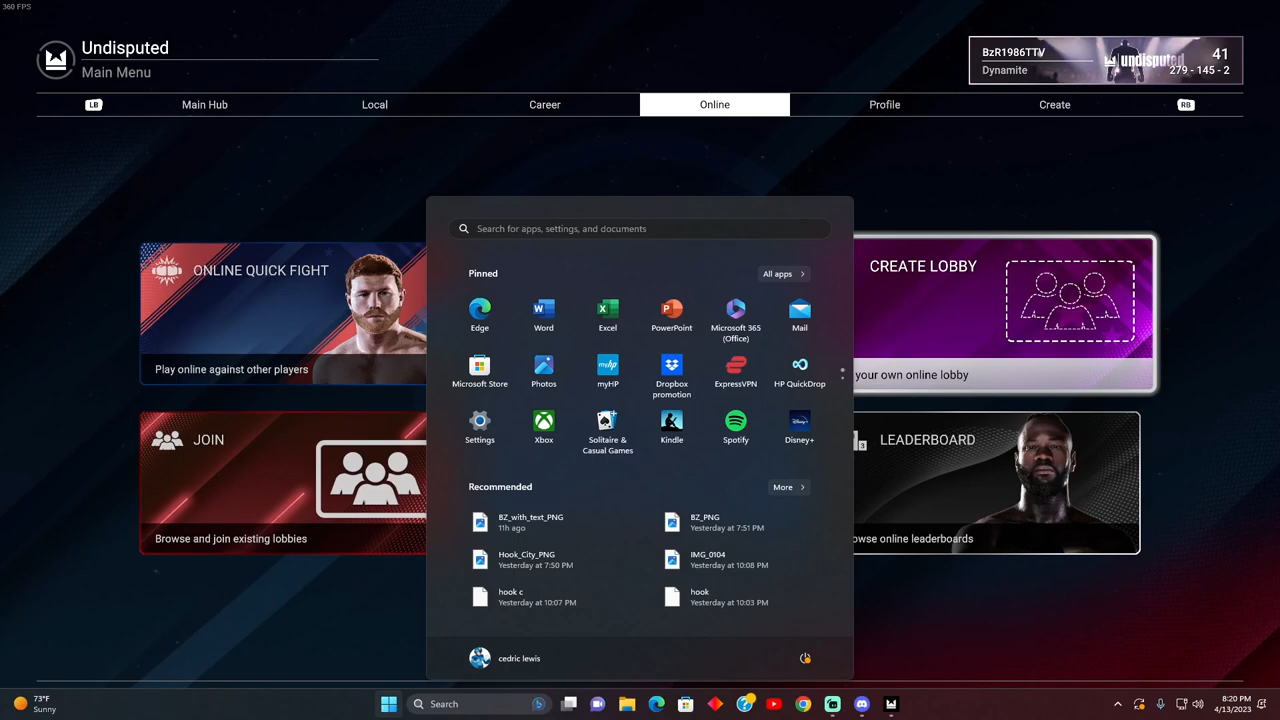 360 FPS
Undisputed
Main Menu
BzR1986TTV
Dynamite
undisputed
41
279 - 145 - 2
LB
Main Hub
Local
Career
Online
Profile
Create
RB
ONLINE QUICK FIGHT
Play online against other players
JOIN
Browse and join existing lobbies
CREATE LOBBY
your own online lobby
3
LEADERBOARD
owse online leaderboards
Search for apps, settings, and documents
Pinned
All apps
Edge
Word
Excel
PowerPoint
Microsoft 365
(Office)
Mail
Microsoft Store
Photos
myHP
Dropbox
promotion
ExpressVPN
HP QuickDrop
Settings
Xbox
Solitaire &
Casual Games
Kindle
Spotify
Disney+
Recommended
More
BZ_with_text_PNG
11h ago
BZ_PNG
Yesterday at 7:51 PM
Hook_City_PNG
Yesterday at 7:50 PM
IMG_0104
Yesterday at 10:08 PM
hook c
Yesterday at 10:07 PM
hook
Yesterday at 10:03 PM
cedric lewis
73°F
Sunny
Search
8:20 PM
4/13/2023